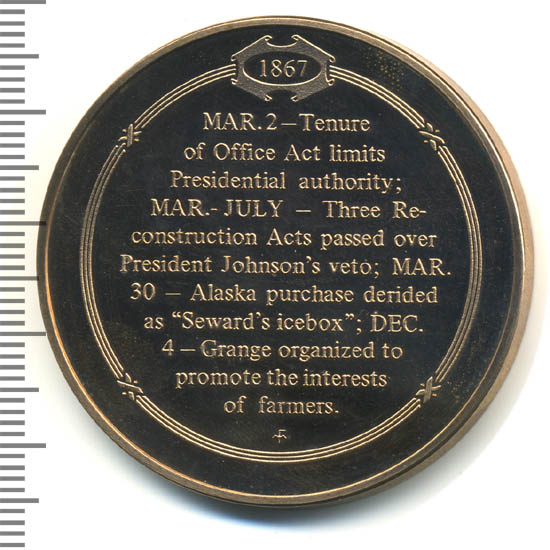 1867
MAR. 2 – Tenure
of Office Act limits
Presidential authority;
MAR.- JULY – Three Re-
construction Acts passed over
President Johnson's veto; MAR.
30 – Alaska purchase derided
as "Seward's icebox"; DEC.
4 – Grange organized to
promote the interests
of farmers.